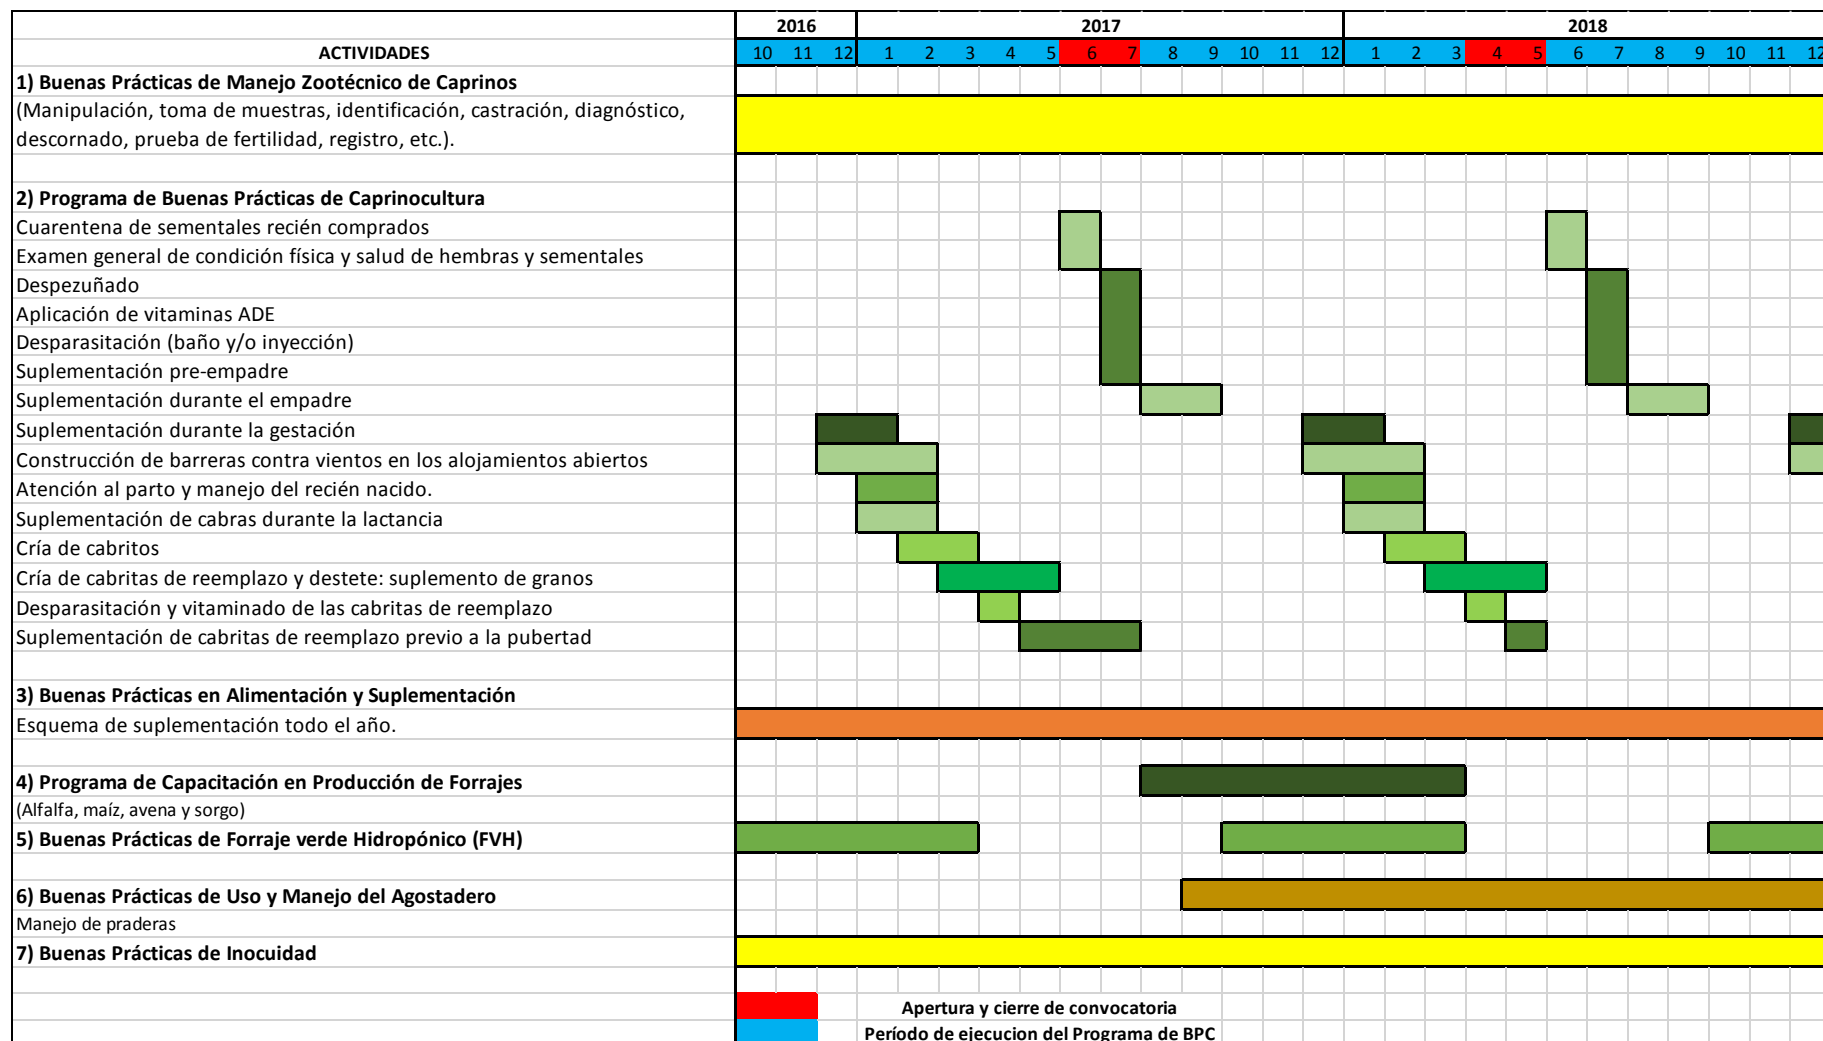 2016 2017 2018
ACTIVIDADES 10 11 12 1 2 3 4 5 6 7 8 9 10 11 12 1 2 3 4 5 6 7 8 9 10 11 12
1) Buenas Prácticas de Manejo Zootécnico de Caprinos
(Manipulación, toma de muestras, identificación, castración, diagnóstico,
descornado, prueba de fertilidad, registro, etc.).
2) Programa de Buenas Prácticas de Caprinocultura
Cuarentena de sementales recién comprados
Examen general de condición física y salud de hembras y sementales
Despezuñado
Aplicación de vitaminas ADE
Desparasitación (baño y/o inyección)
Suplementación pre-empadre
Suplementación durante el empadre
Suplementación durante la gestación
Construcción de barreras contra vientos en los alojamientos abiertos
Atención al parto y manejo del recién nacido.
Suplementación de cabras durante la lactancia
Cría de cabritos
Cría de cabritas de reemplazo y destete: suplemento de granos
Desparasitación y vitaminado de las cabritas de reemplazo
Suplementación de cabritas de reemplazo previo a la pubertad
3) Buenas Prácticas en Alimentación y Suplementación
Esquema de suplementación todo el año.
4) Programa de Capacitación en Producción de Forrajes
(Alfalfa, maíz, avena y sorgo)
5) Buenas Prácticas de Forraje verde Hidropónico (FVH)
6) Buenas Prácticas de Uso y Manejo del Agostadero
Manejo de praderas
7) Buenas Prácticas de Inocuidad
Apertura y cierre de convocatoria
Período de ejecucion del Programa de BPC